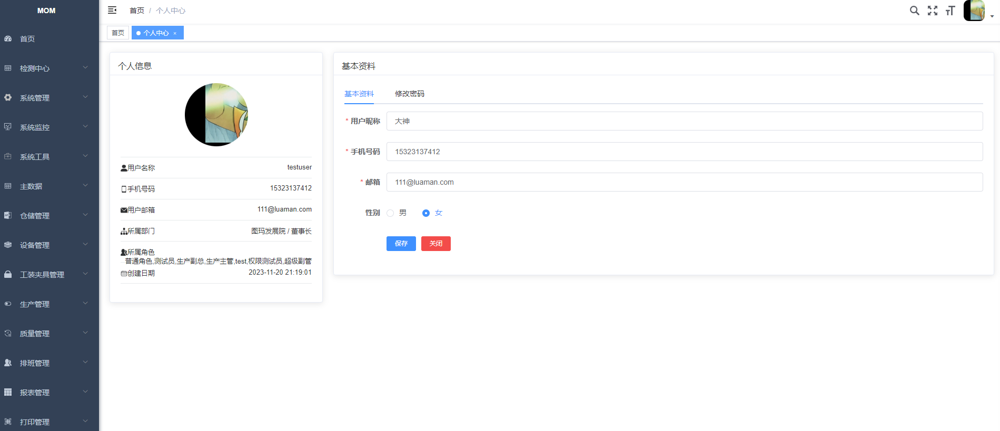 MOM
首页
检测中心
系统管理
系统监控
系统工具
主数据
仓储管理
设备管理
工装夹具管理
生产管理
质量管理
排班管理
报表管理
打印管理
首页 / 个人中心
首页
个人中心 ×
个人信息
用户名称 testuser
手机号码 15323137412
用户邮箱 111@luaman.com
所属部门 图玛发展院 / 董事长
所属角色
普通角色,测试员,生产副总,生产主管,test,权限测试员,超级副管
创建日期 2023-11-20 21:19:01
基本资料
基本资料 修改密码
* 用户昵称 大神
* 手机号码 15323137412
* 邮箱 111@luaman.com
性别 男 女
保存 关闭